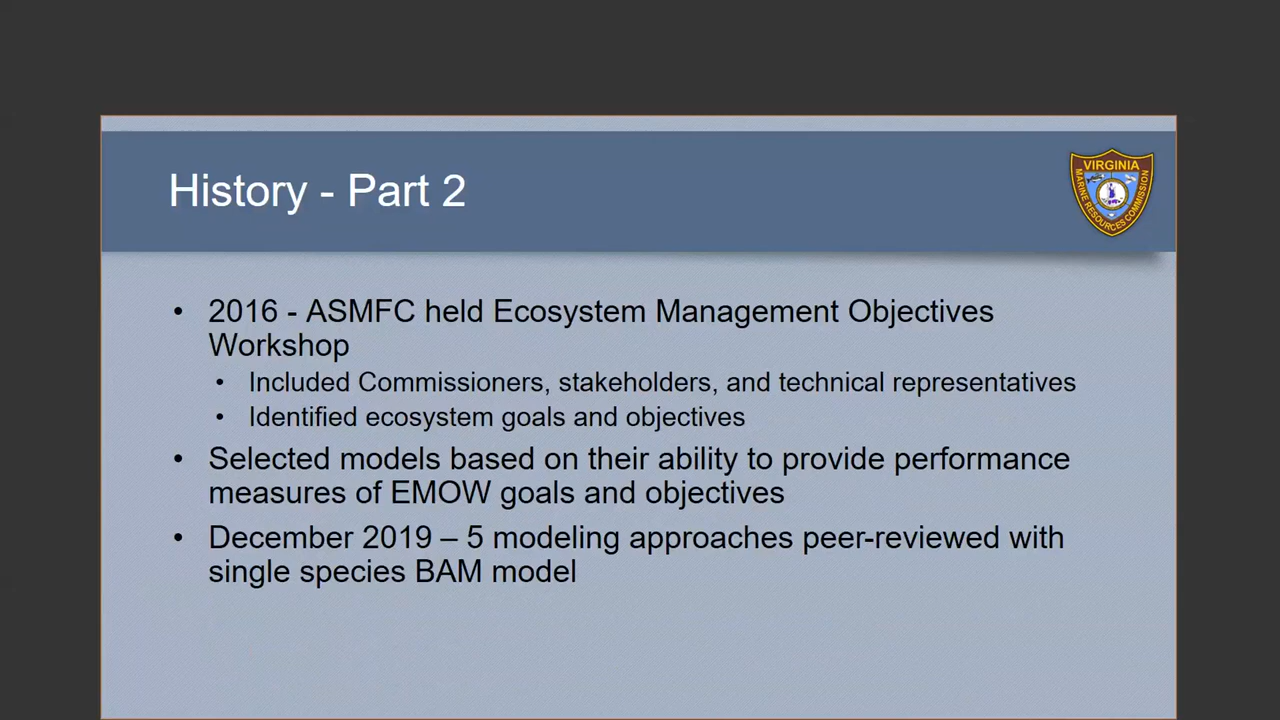 History - Part 2
VIRGINIA
MARINE RESOURCES COMMISSION
• 2016 - ASMFC held Ecosystem Management Objectives
Workshop
• Included Commissioners, stakeholders, and technical representatives
• Identified ecosystem goals and objectives
• Selected models based on their ability to provide performance
measures of EMOW goals and objectives
• December 2019 – 5 modeling approaches peer-reviewed with
single species BAM model